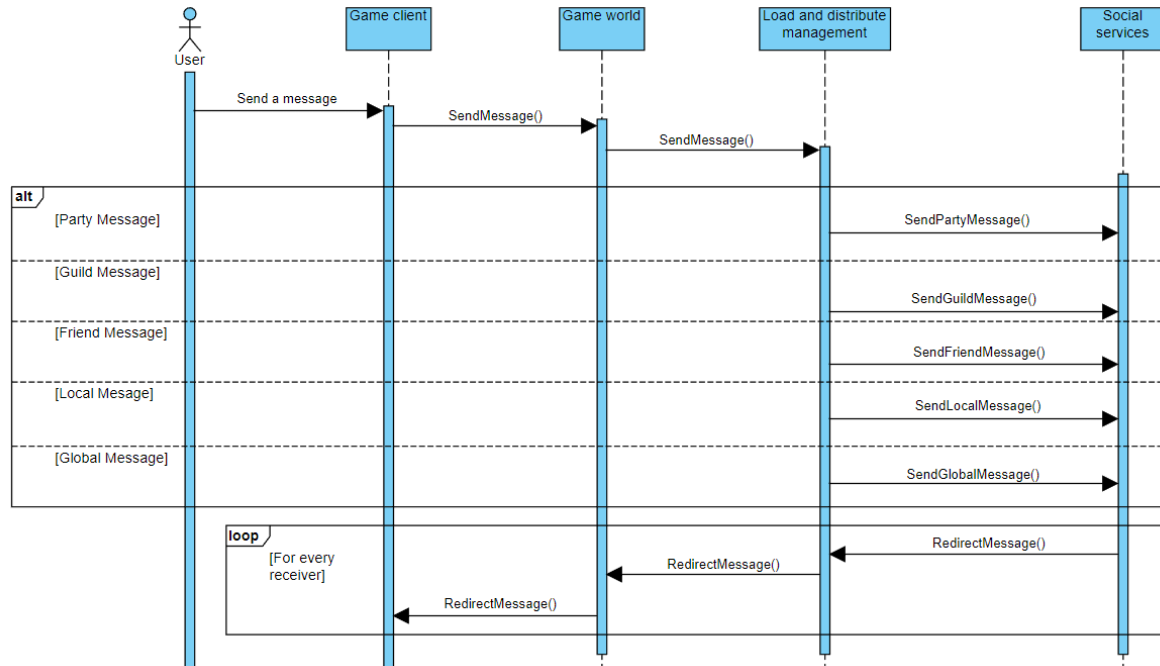 Game client
Game world
Load and distribute
management
Social
services
User
Send a message
SendMessage()
SendMessage()
alt
[Party Message]
SendPartyMessage()
[Guild Message]
SendGuildMessage()
[Friend Message]
SendFriendMessage()
[Local Mesage]
SendLocalMessage()
[Global Message]
SendGlobalMessage()
loop
[For every
receiver]
RedirectMessage()
RedirectMessage()
RedirectMessage()